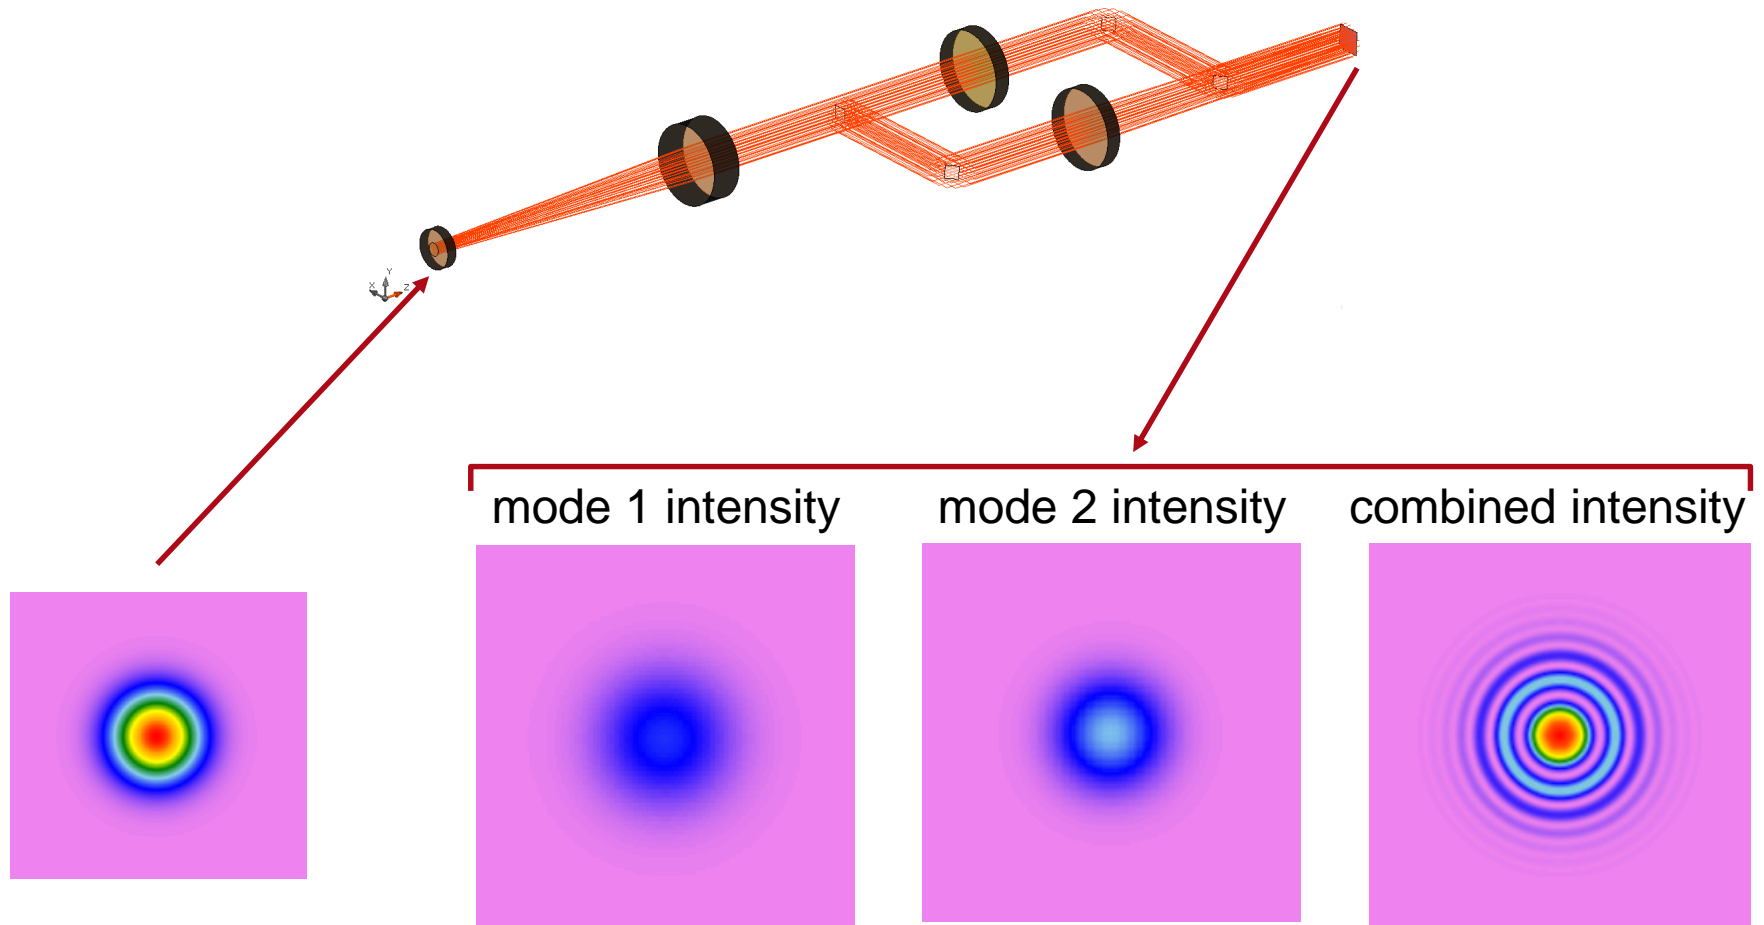 Y
X
Z
mode 1 intensity
mode 2 intensity
combined intensity